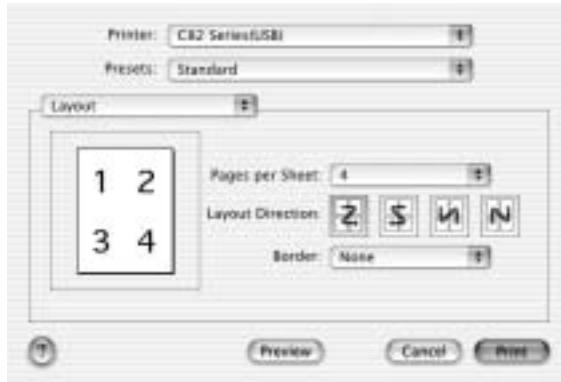 Printer: C82 Series(USB)
Presets: Standard
Layout
1 2
Pages per Sheet: 4
Layout Direction:
3 4
Border: None
? Preview Cancel Print